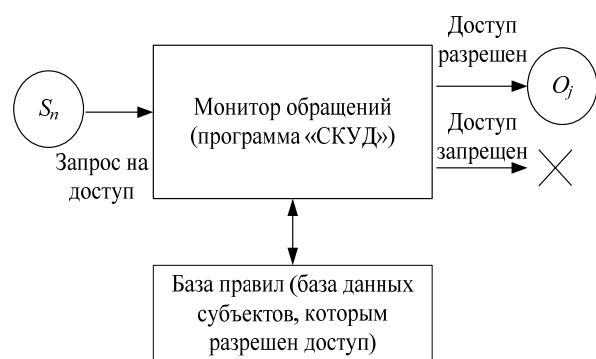 Доступ
разрешен
S_n
O_j
Монитор обращений
(программа «СКУД»)
Доступ
запрещен
Запрос на
доступ
База правил (база данных
субъектов, которым
разрешен доступ)